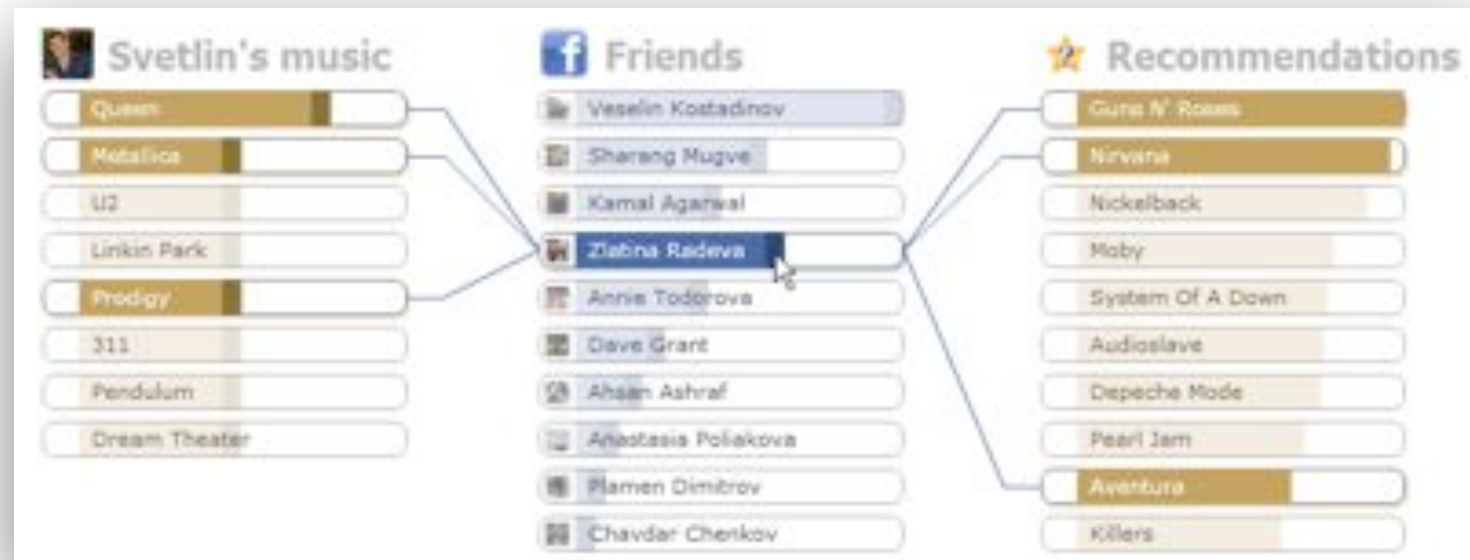 Svetlin's music
Queen
Metallica
U2
Linkin Park
Prodigy
311
Pendulum
Dream Theater
Friends
Veselin Kostadinov
Sharang Mugve
Kamal Agarwal
Zlatina Radeva
Annie Todorova
Dave Grant
Ahsan Ashraf
Anastasia Poliakova
Plamen Dimitrov
Chavdar Chenkov
Recommendations
Guns N' Roses
Nirvana
Nickelback
Moby
System Of A Down
Audioslave
Depeche Mode
Pearl Jam
Aventura
Killers